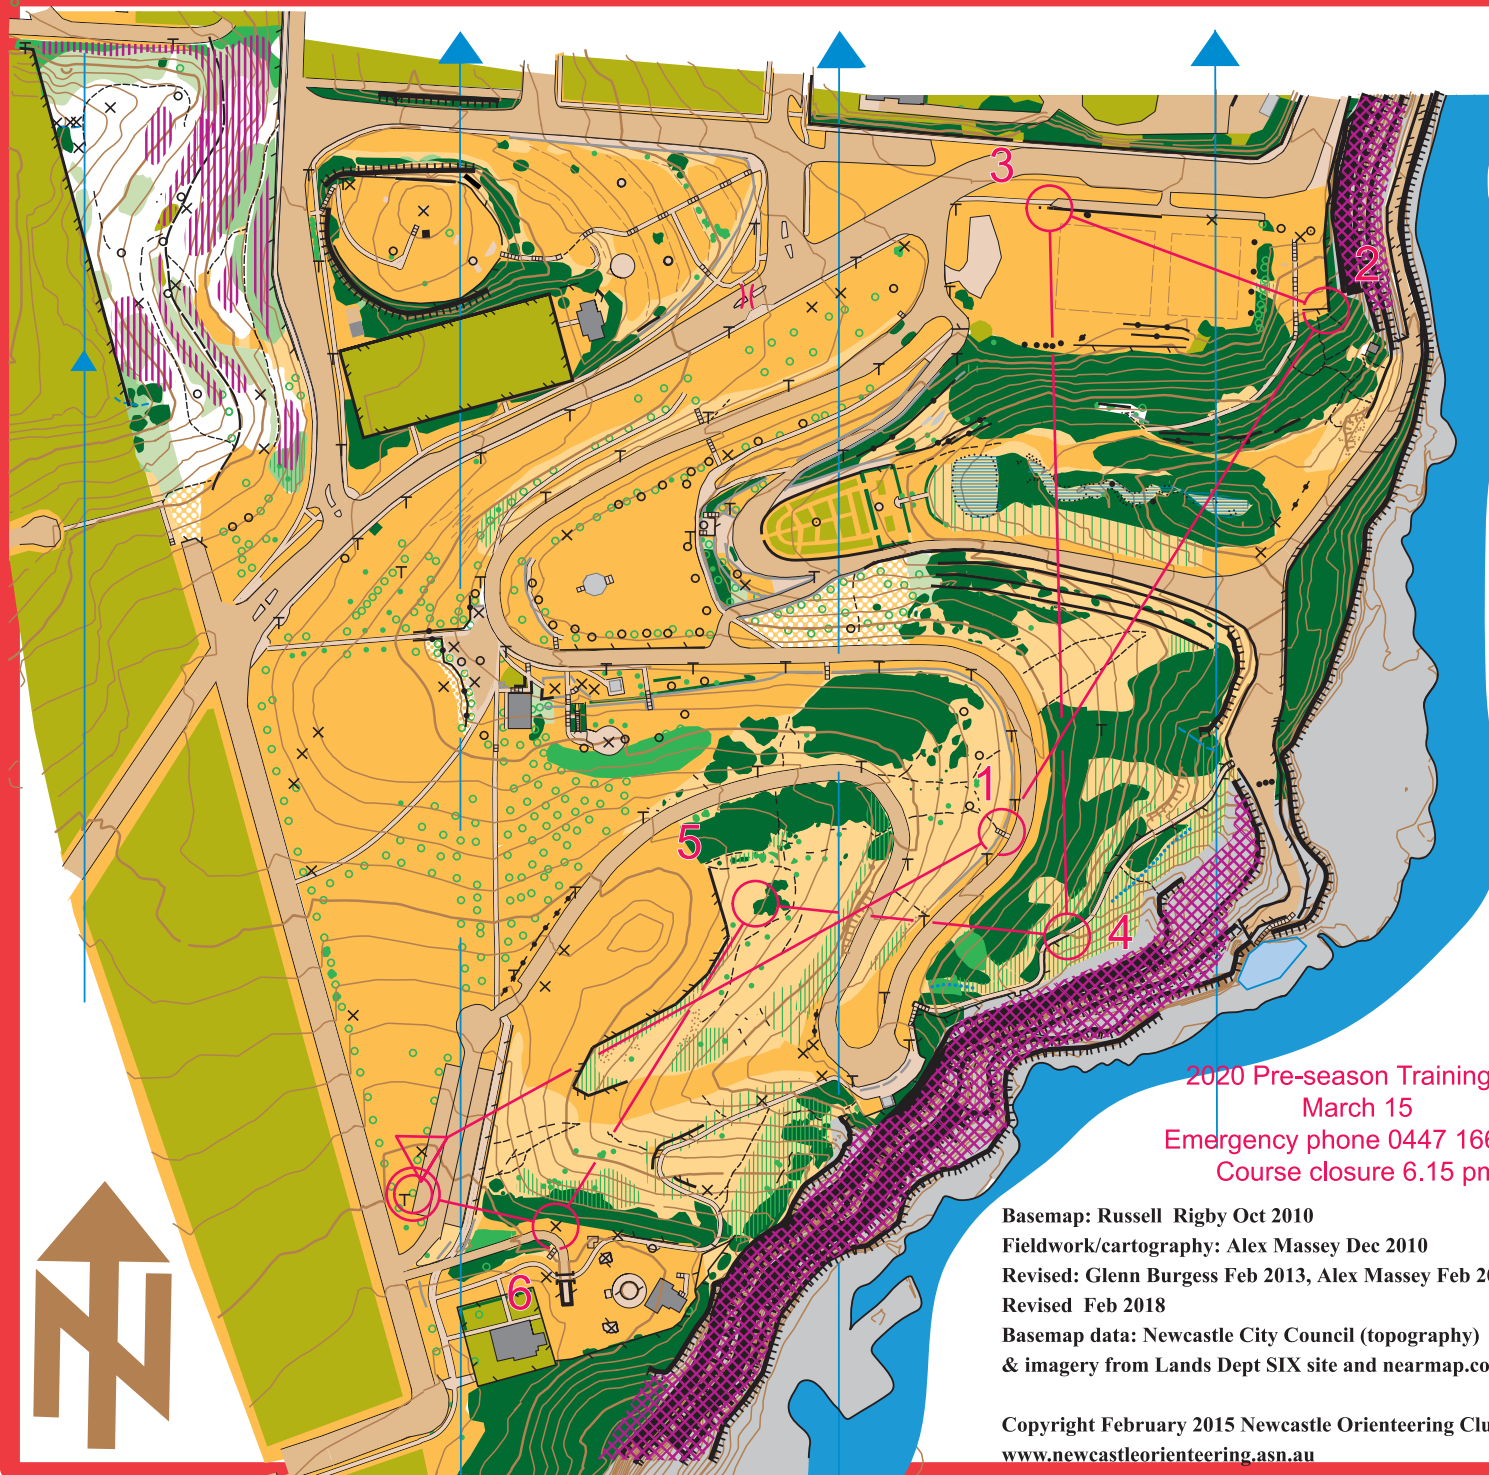 3
2
1
5
4
6
2020 Pre-season Training
March 15
Emergency phone 0447 166
Course closure 6.15 pm
Basemap: Russell Rigby Oct 2010
Fieldwork/cartography: Alex Massey Dec 2010
Revised: Glenn Burgess Feb 2013, Alex Massey Feb 20
Revised Feb 2018
Basemap data: Newcastle City Council (topography)
& imagery from Lands Dept SIX site and nearmap.co
Copyright February 2015 Newcastle Orienteering Clu
www.newcastleorienteering.asn.au
N